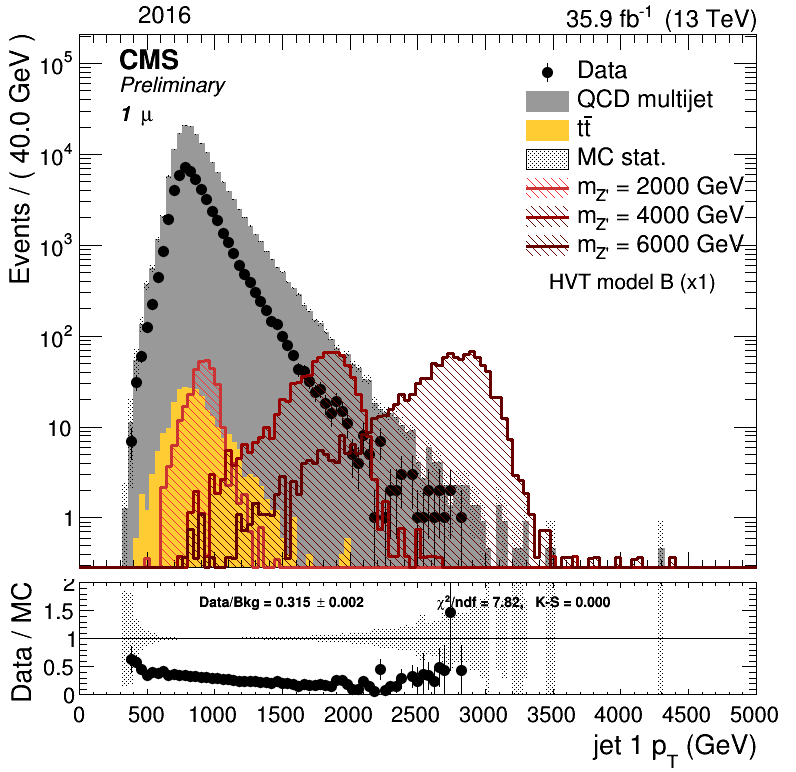 2016
35.9 fb⁻¹ (13 TeV)
CMS
Preliminary
1 μ
Data
QCD multijet
tt̄
MC stat.
m_Z' = 2000 GeV
m_Z' = 4000 GeV
m_Z' = 6000 GeV
HVT model B (x1)
Events / ( 40.0 GeV )
10⁵
10⁴
10³
10²
10
1
Data/Bkg = 0.315 ± 0.002
χ²/ndf = 7.82, K-S = 0.000
Data / MC
2
1.5
1
0.5
0
0 500 1000 1500 2000 2500 3000 3500 4000 4500 5000
jet 1 p_T (GeV)